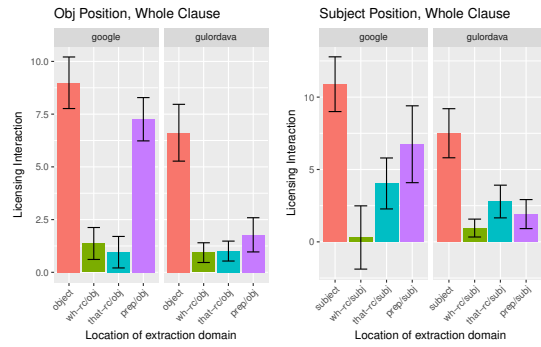 Obj Position, Whole Clause
google
gulordava
Licensing Interaction
10.0
7.5
5.0
2.5
0.0
object
wh-rc/obj
that-rc/obj
prep/obj
object
wh-rc/obj
that-rc/obj
prep/obj
Location of extraction domain
Subject Position, Whole Clause
google
gulordava
Licensing Interaction
10
5
0
subject
wh-rc/subj
that-rc/subj
prep/subj
subject
wh-rc/subj
that-rc/subj
prep/subj
Location of extraction domain